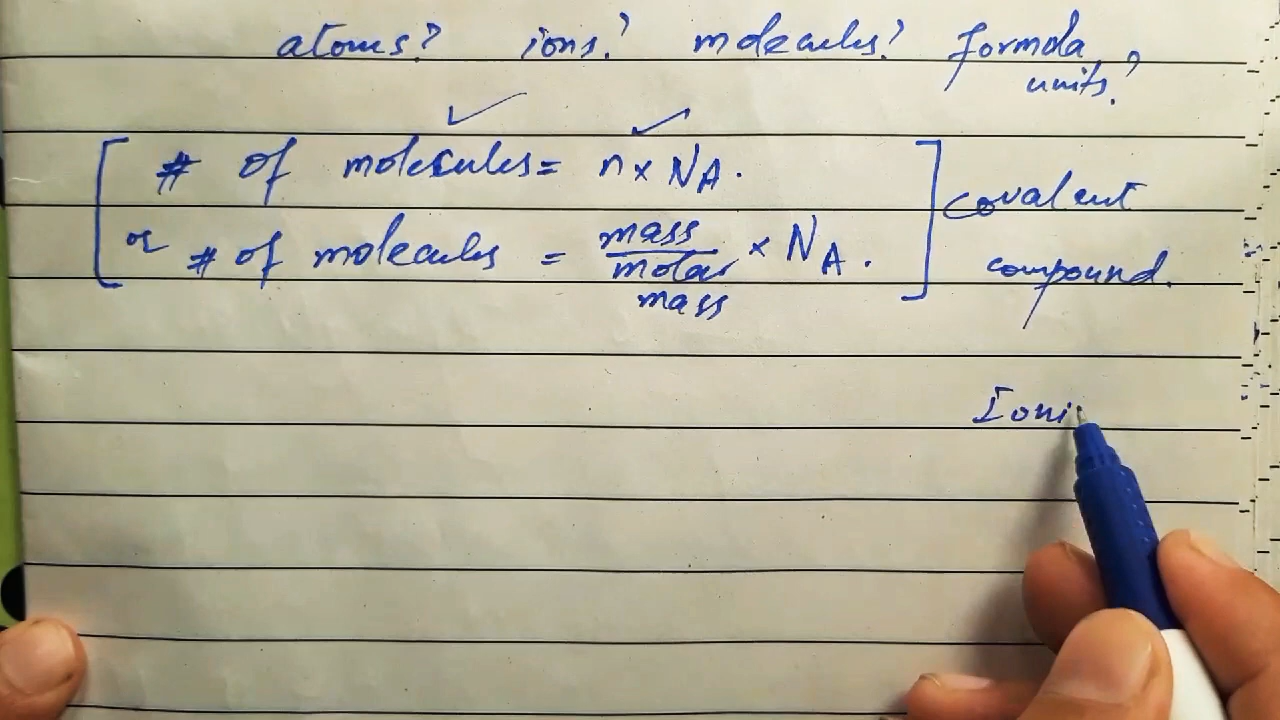 atoms? ions? molecules? formula
units?
# of molecules = n x NA.
or # of molecules = mass x NA.
molar
mass
covalent
compound.
Ioni